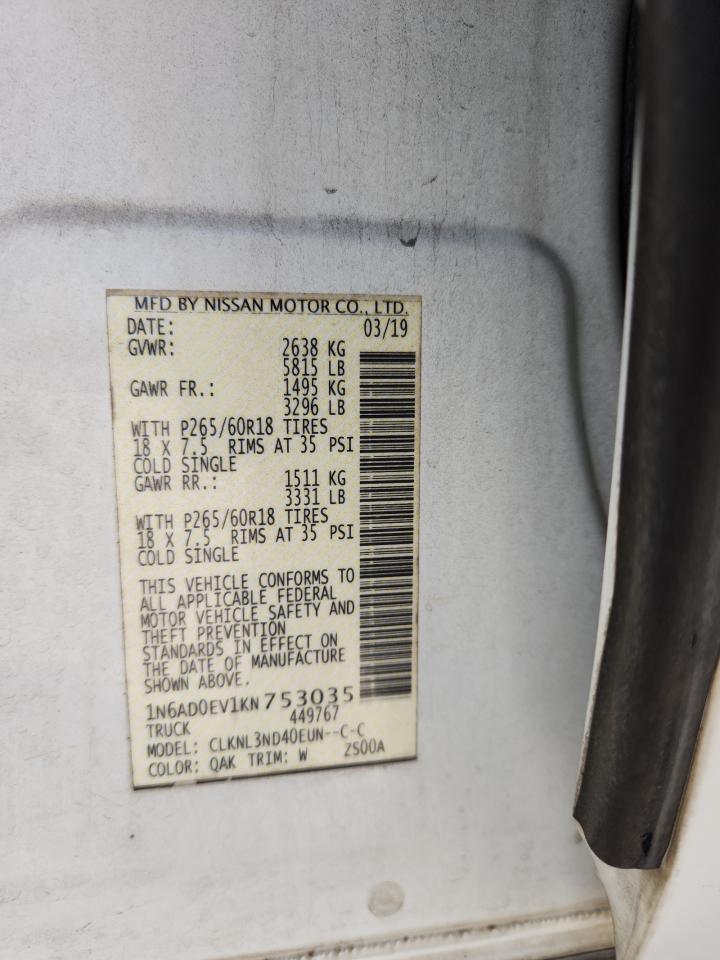 MFD BY NISSAN MOTOR CO., LTD.
DATE: 03/19
GVWR: 2638 KG
5815 LB
GAWR FR.: 1495 KG
3296 LB
WITH P265/60R18 TIRES
18 X 7.5 RIMS AT 35 PSI
COLD SINGLE
GAWR RR.: 1511 KG
3331 LB
WITH P265/60R18 TIRES
18 X 7.5 RIMS AT 35 PSI
COLD SINGLE
THIS VEHICLE CONFORMS TO
ALL APPLICABLE FEDERAL
MOTOR VEHICLE SAFETY AND
THEFT PREVENTION
STANDARDS IN EFFECT ON
THE DATE OF MANUFACTURE
SHOWN ABOVE.
1N6AD0EV1KN 753035
TRUCK 449767
MODEL: CLKNL3ND40EUN--C-C
COLOR: QAK TRIM: W ZS00A